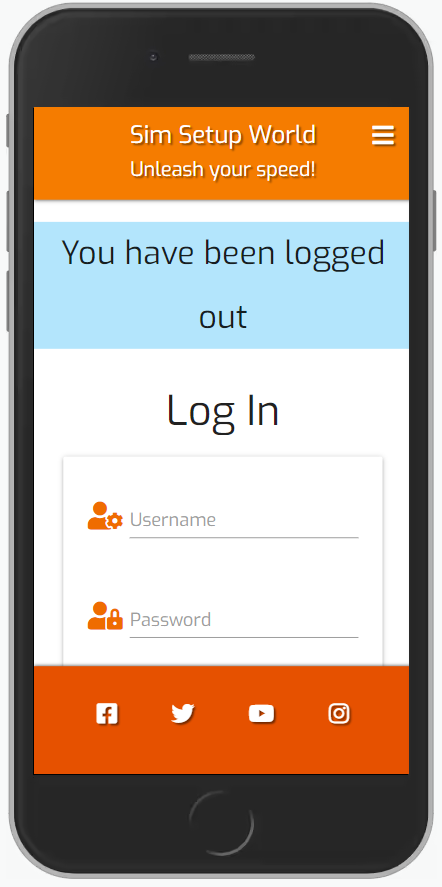 Sim Setup World
Unleash your speed!
You have been logged
out
Log In
Username
Password